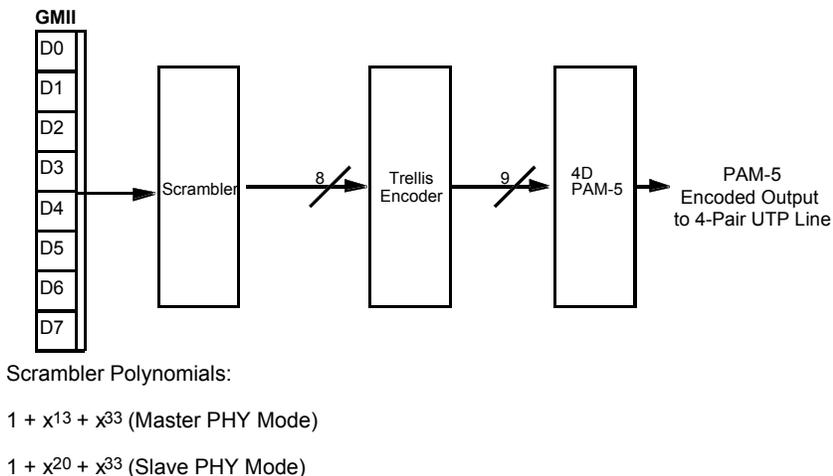 GMII
D0
D1
D2
D3
D4
D5
D6
D7
Scrambler
8
Trellis
Encoder
9
4D
PAM-5
PAM-5
Encoded Output
to 4-Pair UTP Line
Scrambler Polynomials:
1 + x13 + x33 (Master PHY Mode)
1 + x20 + x33 (Slave PHY Mode)